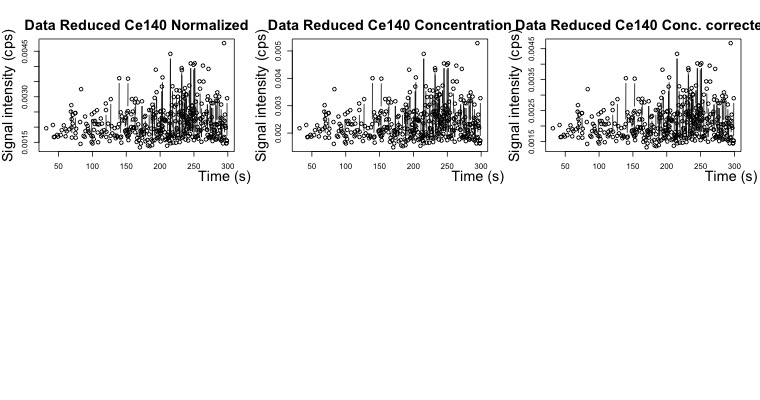 Data Reduced Ce140 Normalized
Signal intensity (cps)
0.0015 0.0030 0.0045
50 100 150 200 250 300
Time (s)
Data Reduced Ce140 Concentration
Signal intensity (cps)
0.002 0.003 0.004 0.005
50 100 150 200 250 300
Time (s)
Data Reduced Ce140 Conc. correcte
Signal intensity (cps)
0.0015 0.0025 0.0035 0.0045
50 100 150 200 250 300
Time (s)